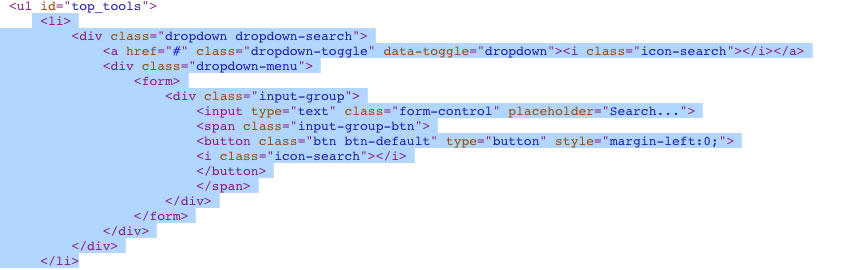 <ul id="top_tools">
<li>
<div class="dropdown dropdown-search">
<a href="#" class="dropdown-toggle" data-toggle="dropdown"><i class="icon-search"></i></a>
<div class="dropdown-menu">
<form>
<div class="input-group">
<input type="text" class="form-control" placeholder="Search...">
<span class="input-group-btn">
<button class="btn btn-default" type="button" style="margin-left:0;">
<i class="icon-search"></i>
</button>
</span>
</div>
</form>
</div>
</div>
</li>